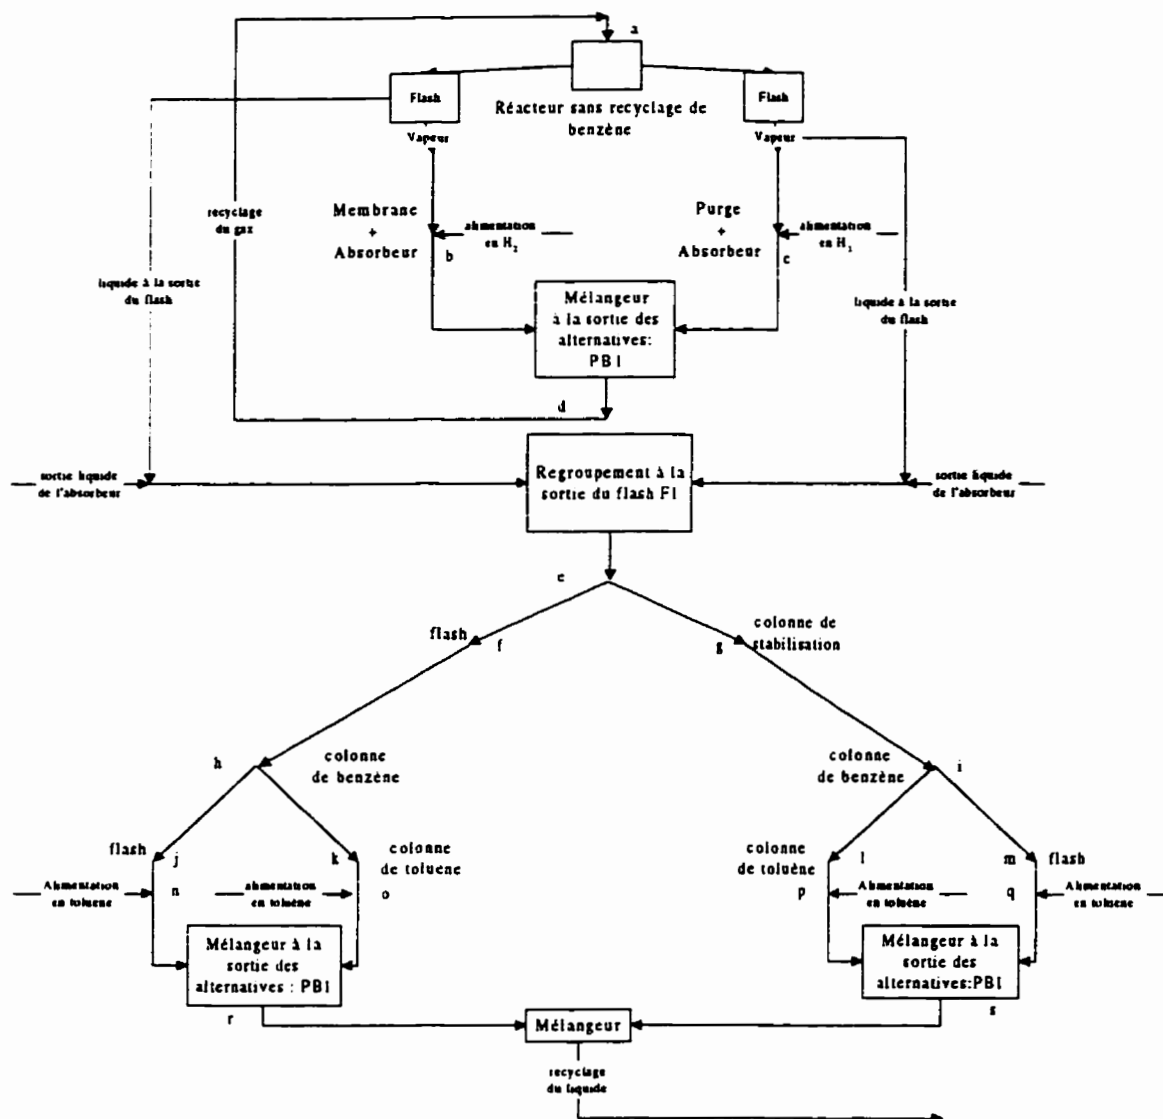 a
Flash
Flash
Réacteur sans recyclage de
benzène
Vapeur
Vapeur
recyclage
du gaz
Membrane
+
Absorbeur
alimentation
en H2
b
Purge
+
Absorbeur
alimentation
en H2
c
liquide à la sortie
du flash
liquide à la sortie
du flash
Mélangeur
à la sortie des
alternatives:
PB1
d
sortie liquide
de l'absorbeur
Regroupement à la
sortie du flash F1
sortie liquide
de l'absorbeur
e
flash
f
g
colonne de
stabilisation
h
colonne
de benzène
colonne
de benzène
i
flash
j
k
colonne
de toluène
colonne
de toluène
l
m
flash
Alimentation
en toluène
n
alimentation
en toluène
o
p
Alimentation
en toluène
q
Alimentation
en toluène
Mélangeur à la
sortie des
alternatives : PB1
Mélangeur à la
sortie des
alternatives:PB1
r
s
Mélangeur
recyclage
du liquide